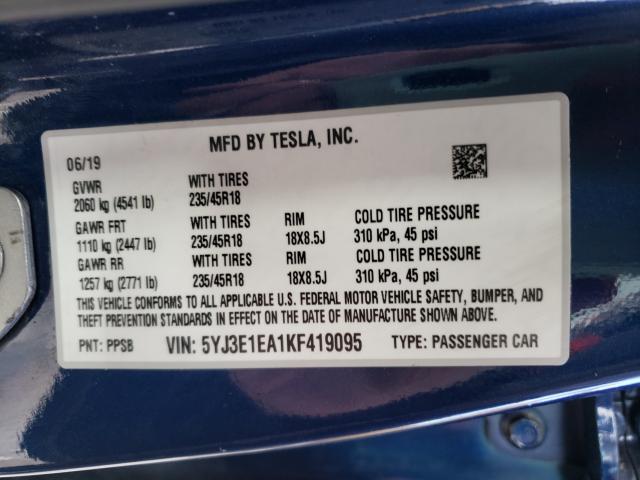 MFD BY TESLA, INC.
06/19
GVWR WITH TIRES
2060 kg (4541 lb) 235/45R18
GAWR FRT WITH TIRES RIM COLD TIRE PRESSURE
1110 kg (2447 lb) 235/45R18 18X8.5J 310 kPa, 45 psi
GAWR RR WITH TIRES RIM COLD TIRE PRESSURE
1257 kg (2771 lb) 235/45R18 18X8.5J 310 kPa, 45 psi
THIS VEHICLE CONFORMS TO ALL APPLICABLE U.S. FEDERAL MOTOR VEHICLE SAFETY, BUMPER, AND
THEFT PREVENTION STANDARDS IN EFFECT ON THE DATE OF MANUFACTURE SHOWN ABOVE.
PNT: PPSB VIN: 5YJ3E1EA1KF419095 TYPE: PASSENGER CAR